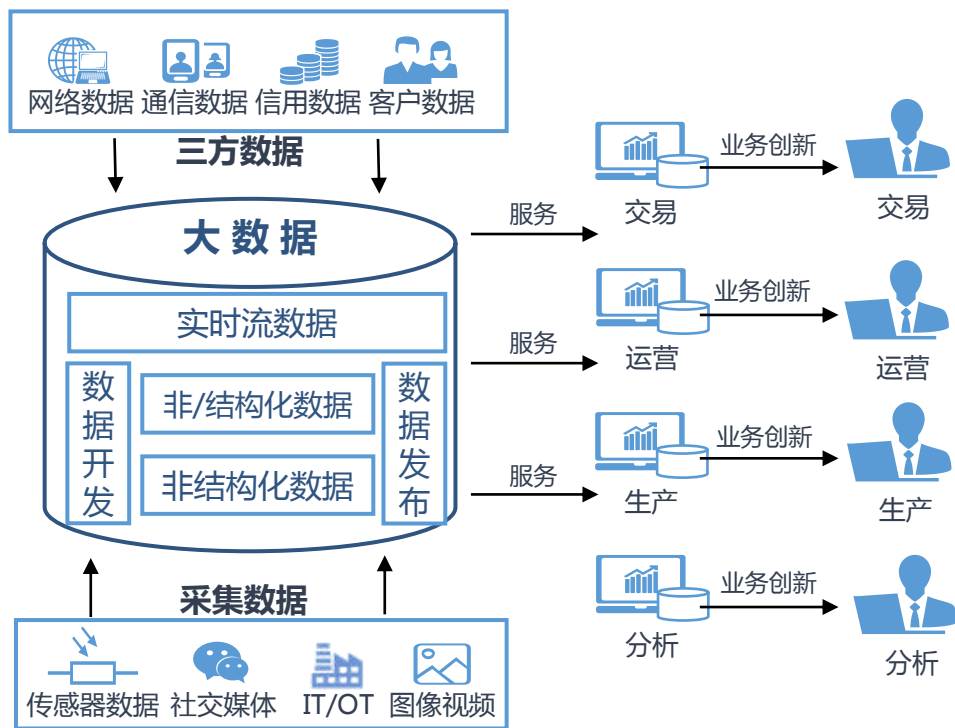 网络数据 通信数据 信用数据 客户数据
三方数据
大数据
实时流数据
数据开发
非/结构化数据
非结构化数据
数据发布
采集数据
传感器数据 社交媒体 IT/OT 图像视频
服务
服务
服务
业务创新
交易
交易
业务创新
运营
运营
业务创新
生产
生产
业务创新
分析
分析